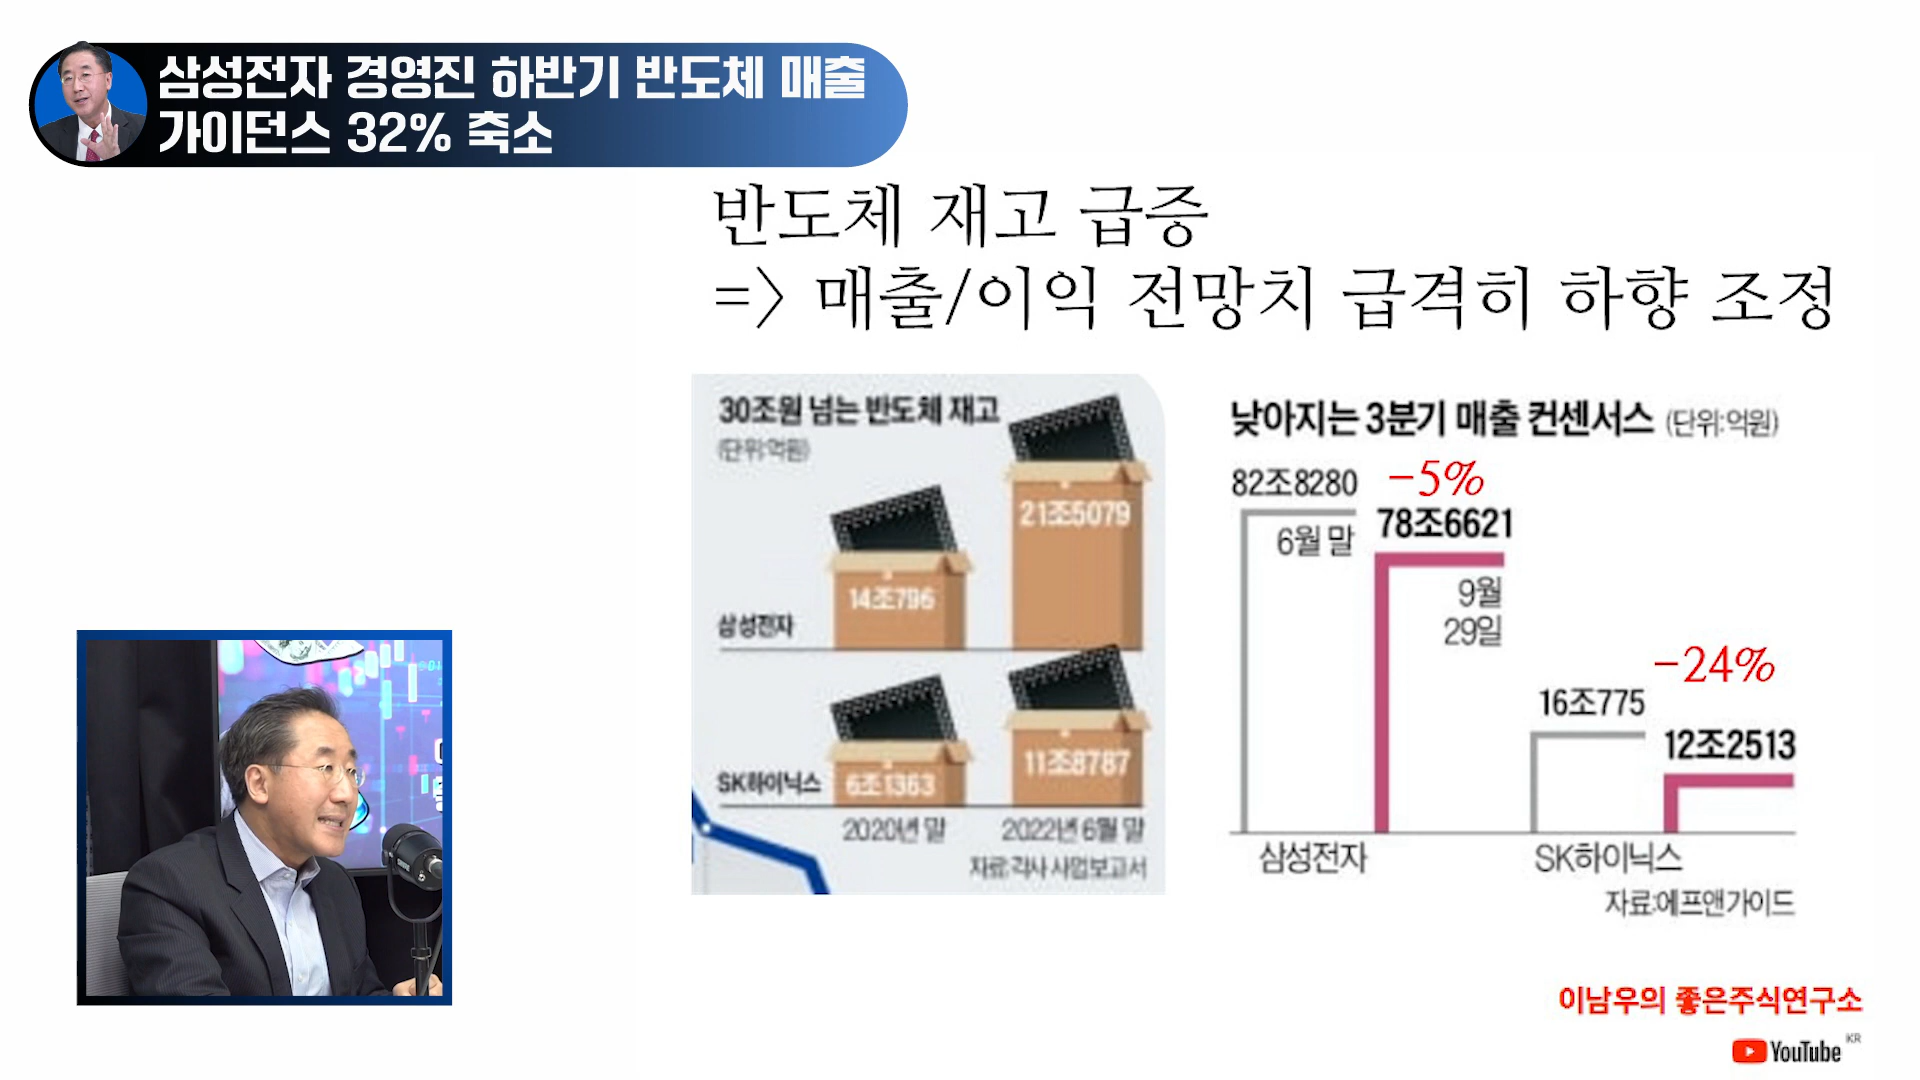 삼성전자 경영진 하반기 반도체 매출
가이던스 32% 축소
반도체 재고 급증
=> 매출/이익 전망치 급격히 하향 조정
30조원 넘는 반도체 재고
(단위:억원)
21조5079
14조796
삼성전자
11조8787
SK하이닉스
6조1363
2020년 말
2022년 6월 말
자료:각사 사업보고서
낮아지는 3분기 매출 컨센서스 (단위:억원)
82조8280
-5%
78조6621
6월 말
9월
29일
-24%
16조775
12조2513
삼성전자
SK하이닉스
자료:에프앤가이드
이남우의 좋은주식연구소
YouTube KR